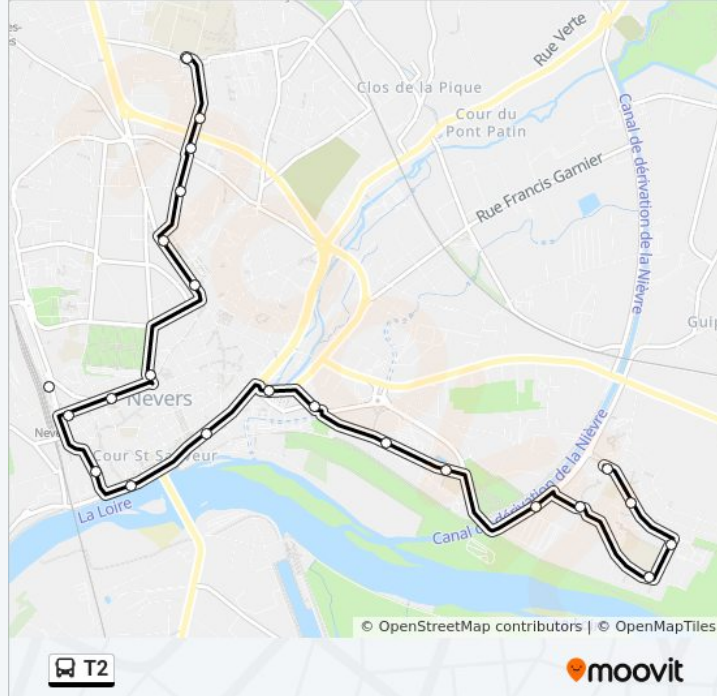 Rue Verte
Clos de la Pique
Cour du
Pont Patin
Canal de dérivation de la Nièvre
Rue Francis Garnier
Guip
Nevers
Neve
Cour St Sauveur
La Loire
Canal de dérivation de la Nièvre
© OpenStreetMap contributors | © OpenMapTiles
T2
moovit